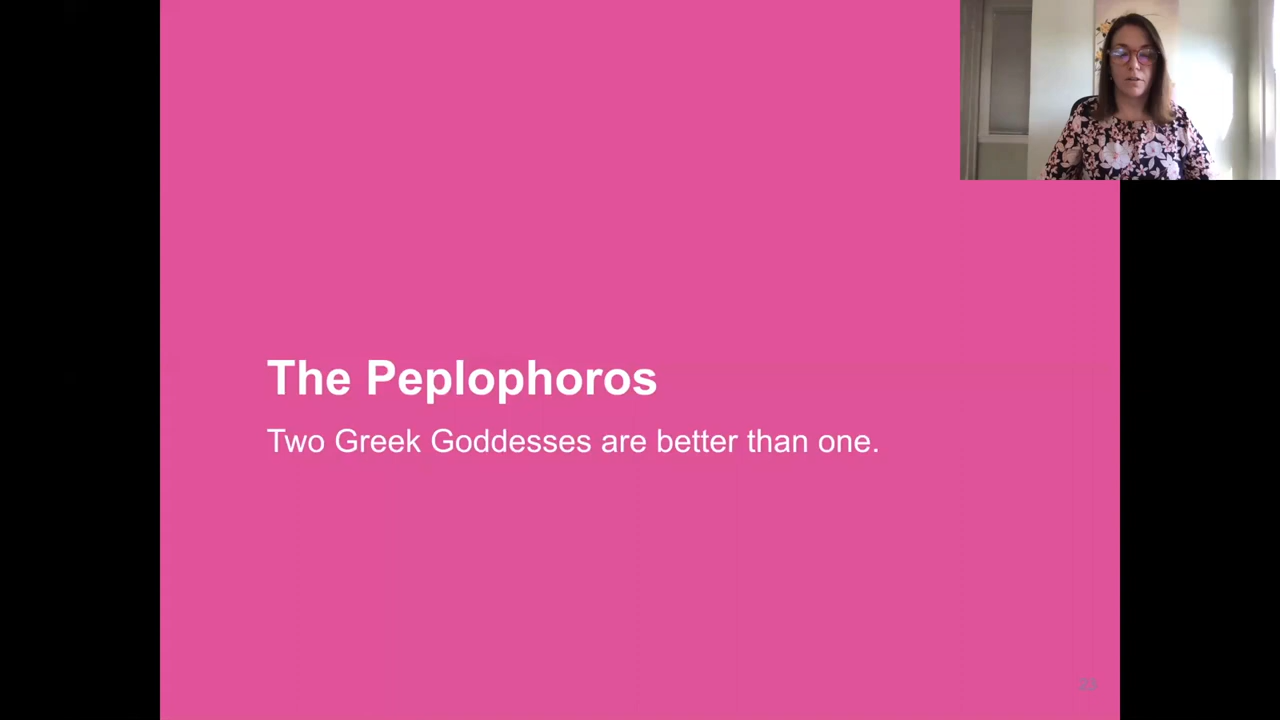 The Peplophoros
Two Greek Goddesses are better than one.